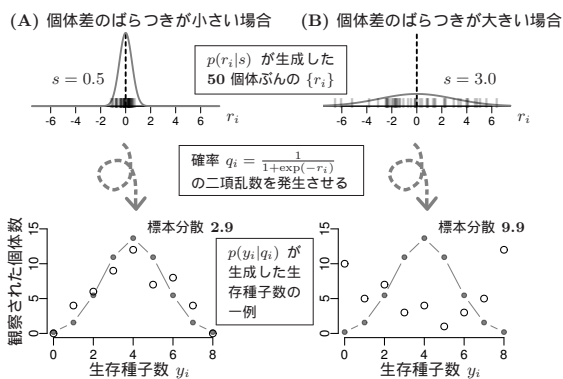 (A) 個体差のばらつきが小さい場合
(B) 個体差のばらつきが大きい場合
s = 0.5
p(r_i|s) が生成した
50 個体ぶんの {r_i}
s = 3.0
-6 -4 -2 0 2 4 6 r_i
-6 -4 -2 0 2 4 6 r_i
確率 q_i = 1/(1+exp(-r_i))
の二項乱数を発生させる
標本分散 2.9
標本分散 9.9
p(y_i|q_i) が
生成した生
存種子数の
一例
観察された個体数
15
10
5
0
0 2 4 6 8
生存種子数 y_i
15
10
5
0
0 2 4 6 8
生存種子数 y_i